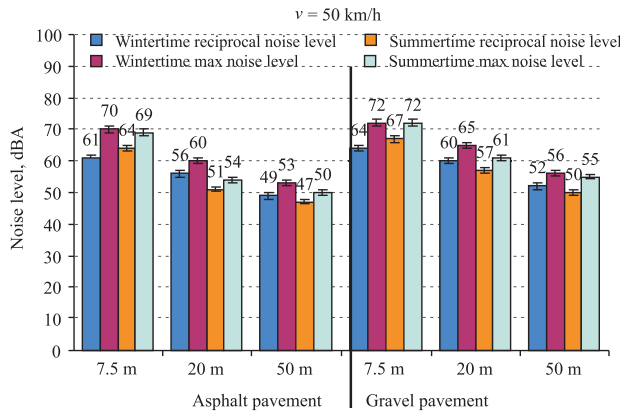 v = 50 km/h
100
90
80
70
60
50
40
30
20
10
0
Noise level, dBA
Wintertime reciprocal noise level
Summertime reciprocal noise level
Wintertime max noise level
Summertime max noise level
61 70 64 69
56 60 51 54
49 53 47 50
64 72 67 72
60 65 57 61
52 56 50 55
7.5 m 20 m 50 m 7.5 m 20 m 50 m
Asphalt pavement Gravel pavement